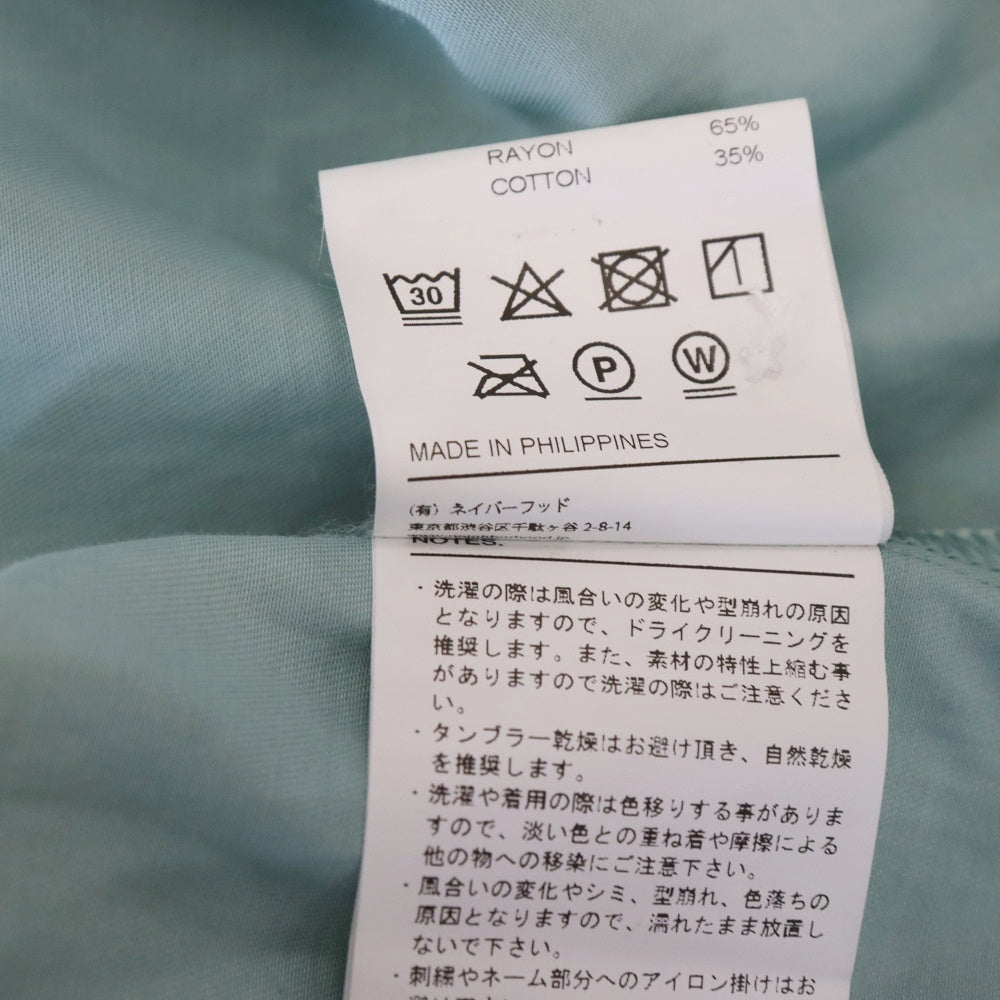 RAYON 65%
COTTON 35%
30
P W
MADE IN PHILIPPINES
(有) ネイバーフッド
東京都渋谷区千駄ヶ谷 2-8-14
NOTES.
・洗濯の際は風合いの変化や型崩れの原因
となりますので、ドライクリーニングを
推奨します。また、素材の特性上縮む事
がありますので洗濯の際はご注意くださ
い。
・タンブラー乾燥はお避け頂き、自然乾燥
を推奨します。
・洗濯や着用の際は色移りする事がありま
すので、淡い色との重ね着や摩擦による
他の物への移染にご注意下さい。
・風合いの変化やシミ、型崩れ、色落ちの
原因となりますので、濡れたまま放置し
ないで下さい。
・刺繍やネーム部分へのアイロン掛けはお